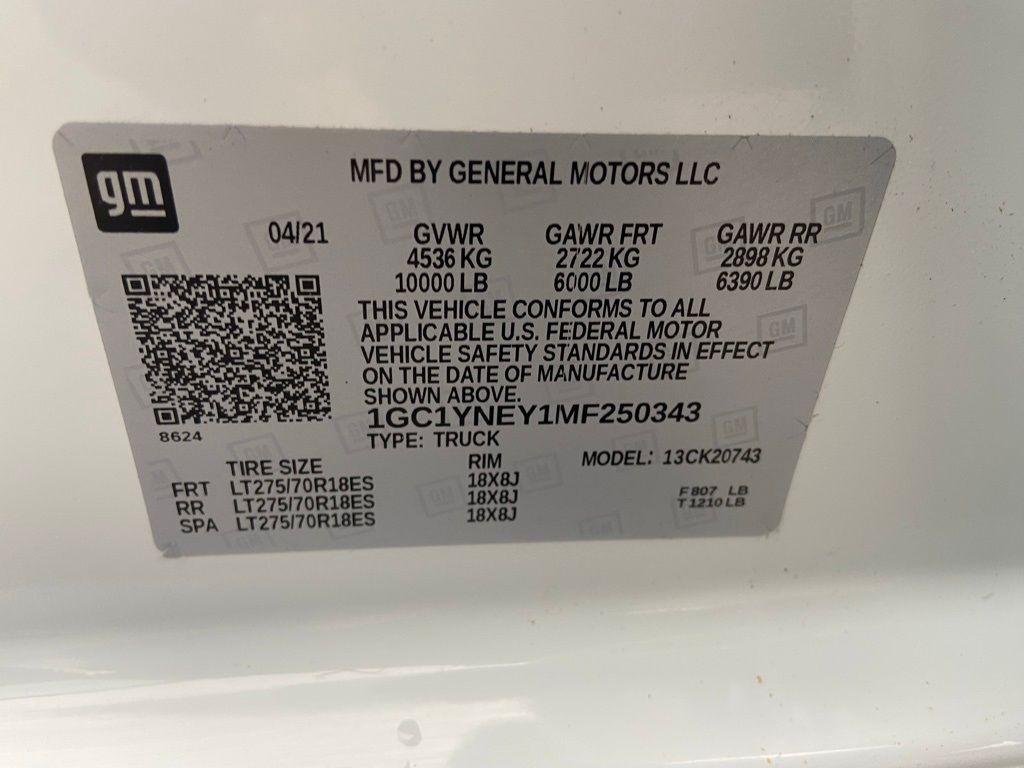 gm
MFD BY GENERAL MOTORS LLC
04/21 GVWR GAWR FRT GAWR RR
4536 KG 2722 KG 2898 KG
10000 LB 6000 LB 6390 LB
THIS VEHICLE CONFORMS TO ALL
APPLICABLE U.S. FEDERAL MOTOR
VEHICLE SAFETY STANDARDS IN EFFECT
ON THE DATE OF MANUFACTURE
SHOWN ABOVE.
1GC1YNEY1MF250343
8624
TYPE: TRUCK
TIRE SIZE RIM MODEL: 13CK20743
FRT LT275/70R18ES 18X8J
RR LT275/70R18ES 18X8J
SPA LT275/70R18ES 18X8J
F 807 LB
T 1210 LB